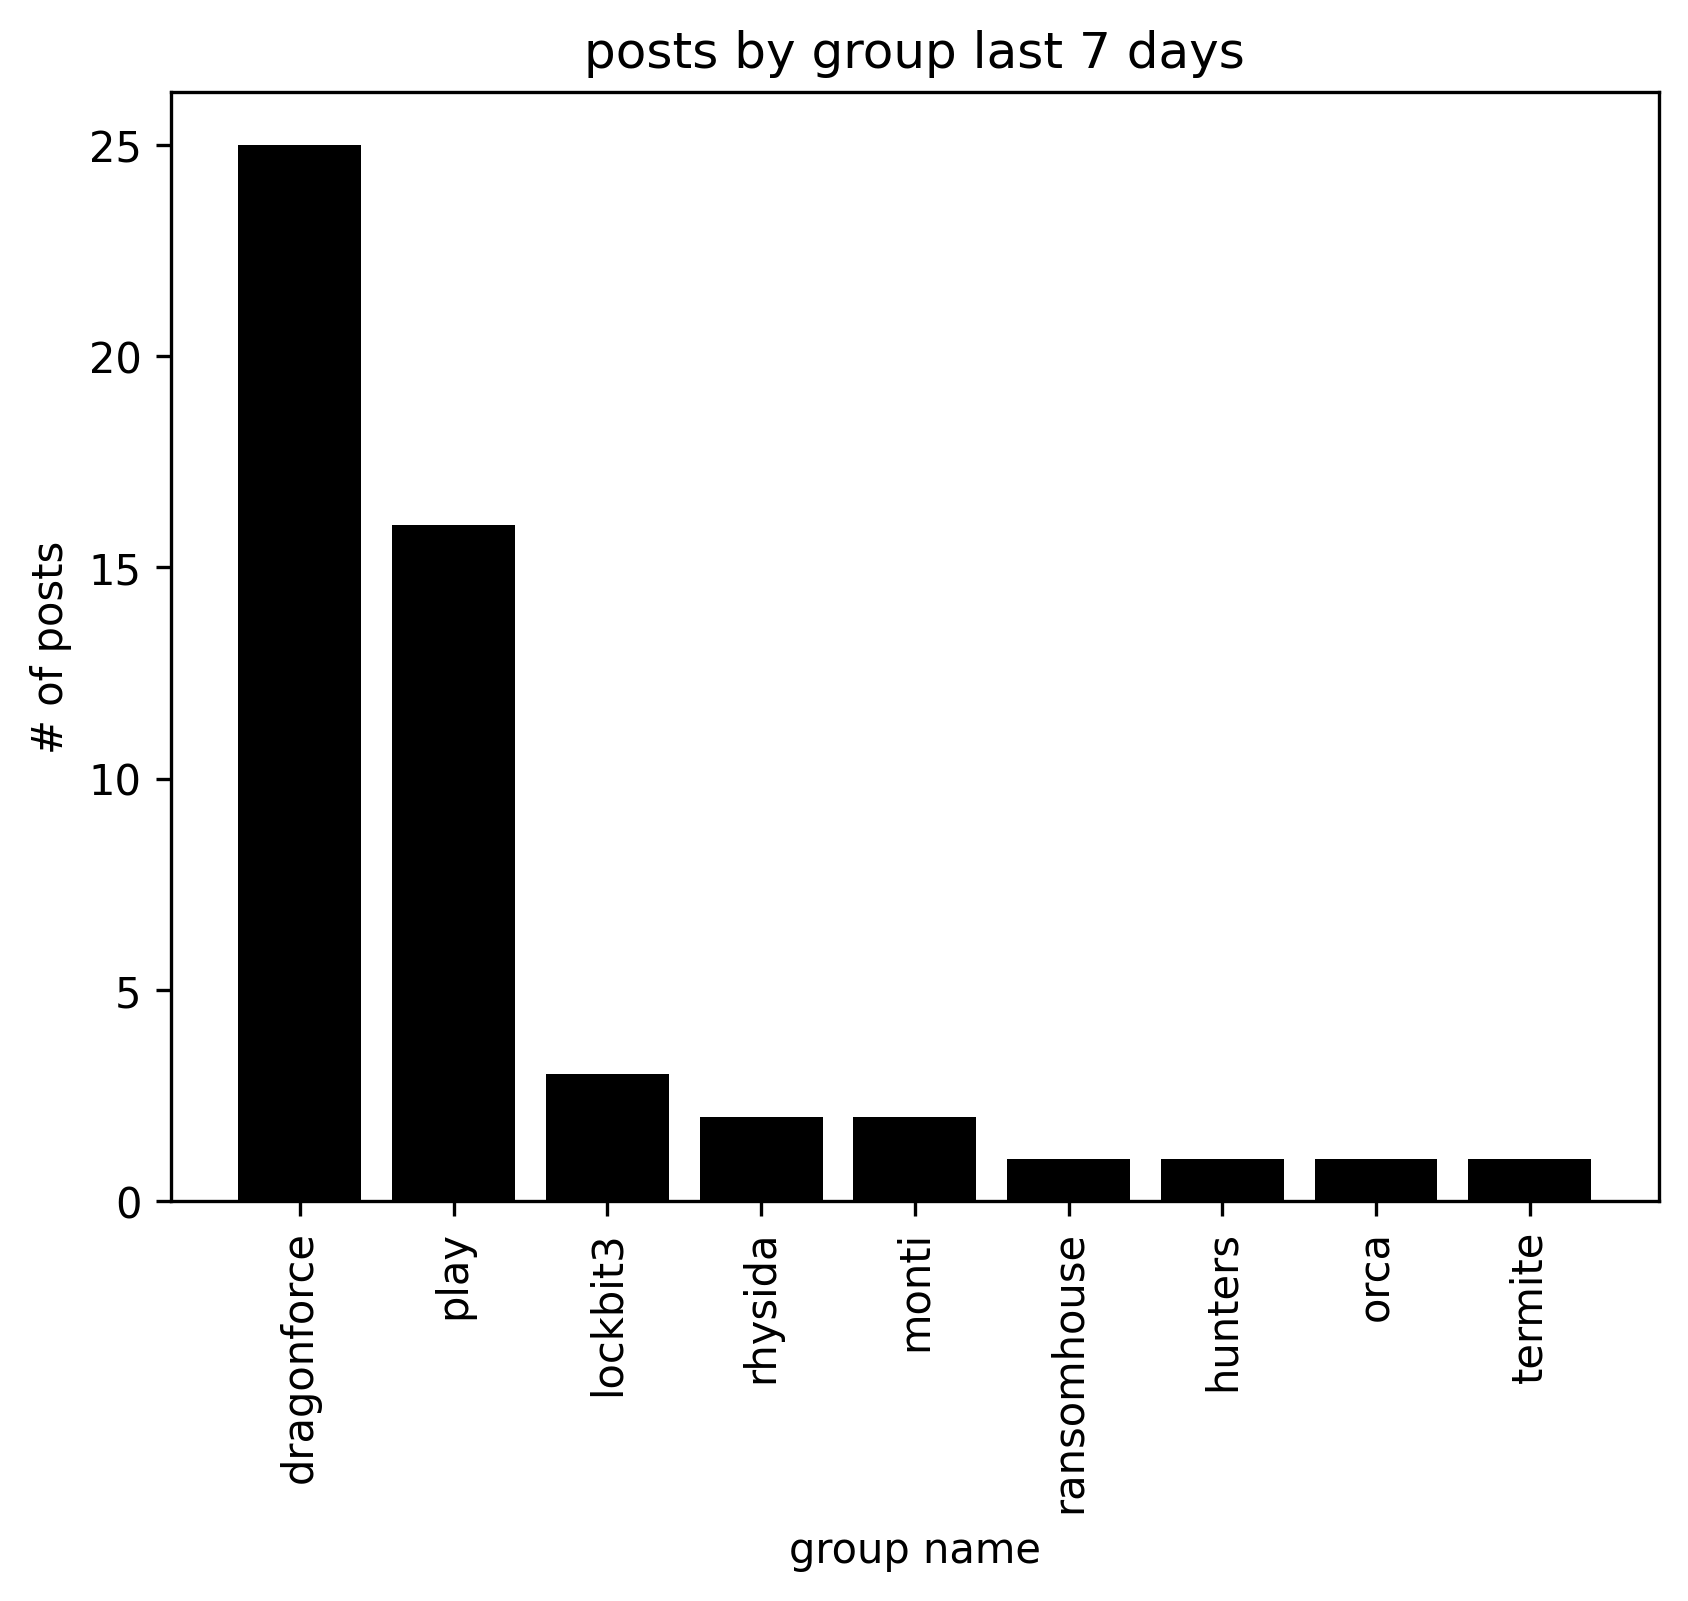 posts by group last 7 days
# of posts
25
20
15
10
5
0
dragonforce
play
lockbit3
rhysida
monti
ransomhouse
hunters
orca
termite
group name